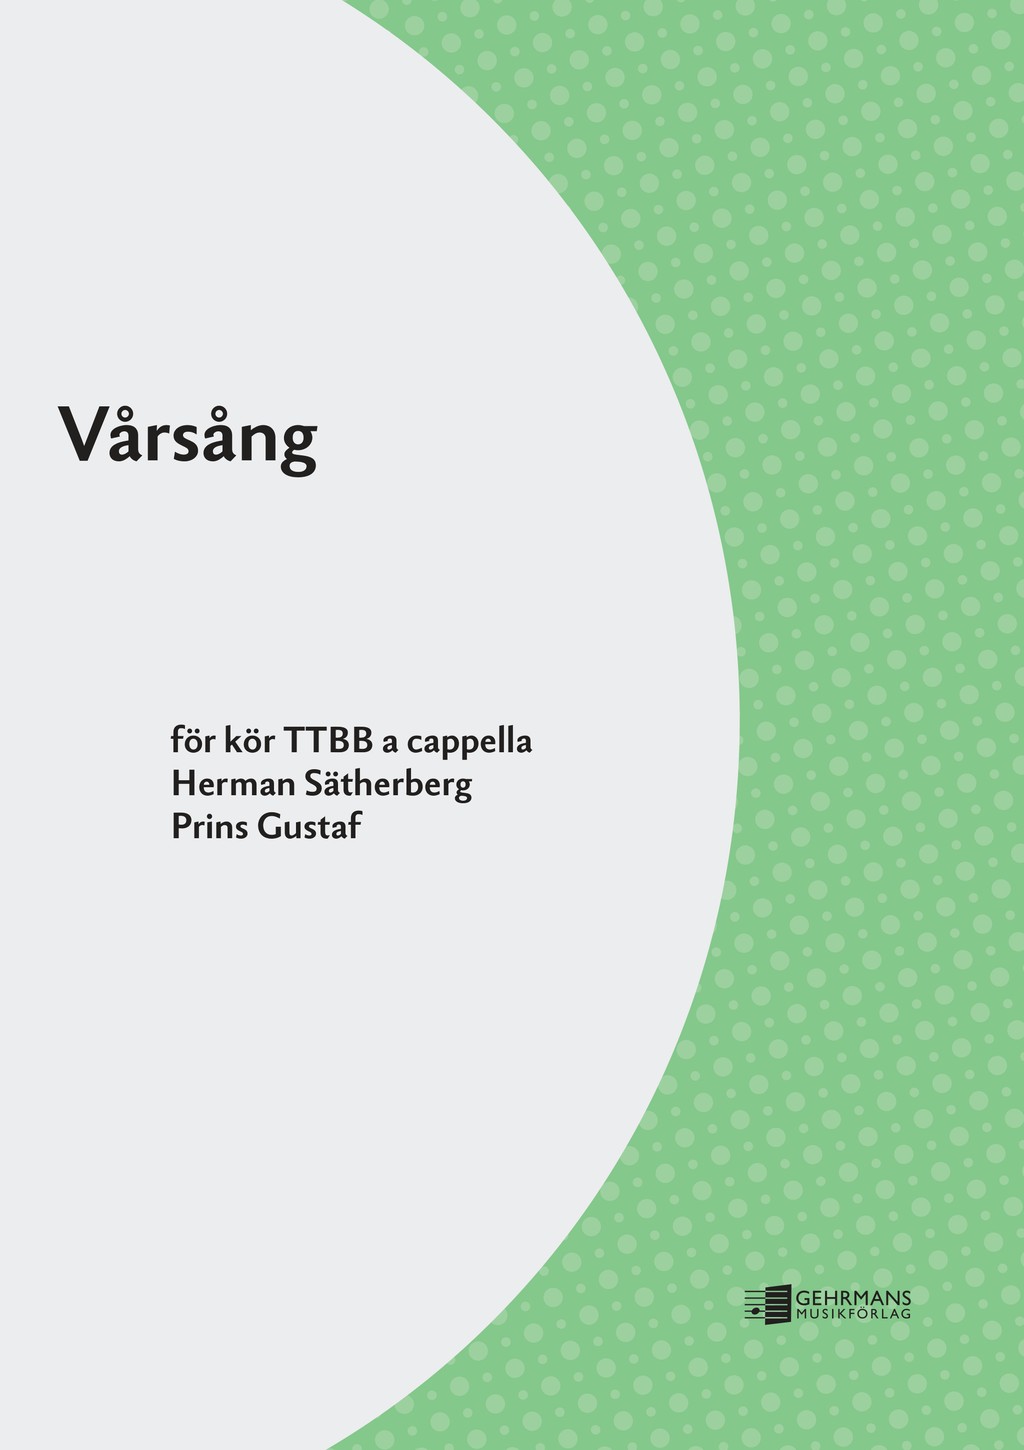 Vårsång
för kör TTBB a cappella
Herman Sätherberg
Prins Gustaf
GEHRMANS
MUSIKFÖRLAG